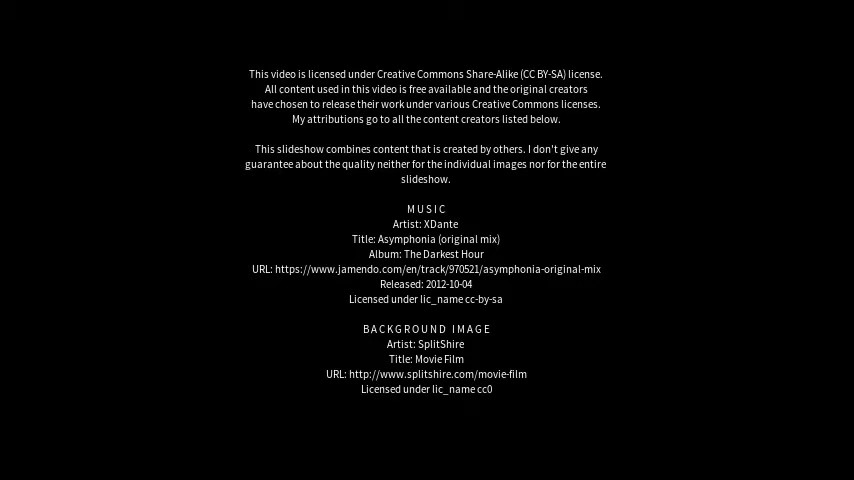 This video is licensed under Creative Commons Share-Alike (CC BY-SA) license.
All content used in this video is free available and the original creators
have chosen to release their work under various Creative Commons licenses.
My attributions go to all the content creators listed below.
This slideshow combines content that is created by others. I don't give any
guarantee about the quality neither for the individual images nor for the entire
slideshow.
MUSIC
Artist: XDante
Title: Asymphonia (original mix)
Album: The Darkest Hour
URL: https://www.jamendo.com/en/track/970521/asymphonia-original-mix
Released: 2012-10-04
Licensed under lic_name cc-by-sa
BACKGROUND IMAGE
Artist: SplitShire
Title: Movie Film
URL: http://www.splitshire.com/movie-film
Licensed under lic_name cc0